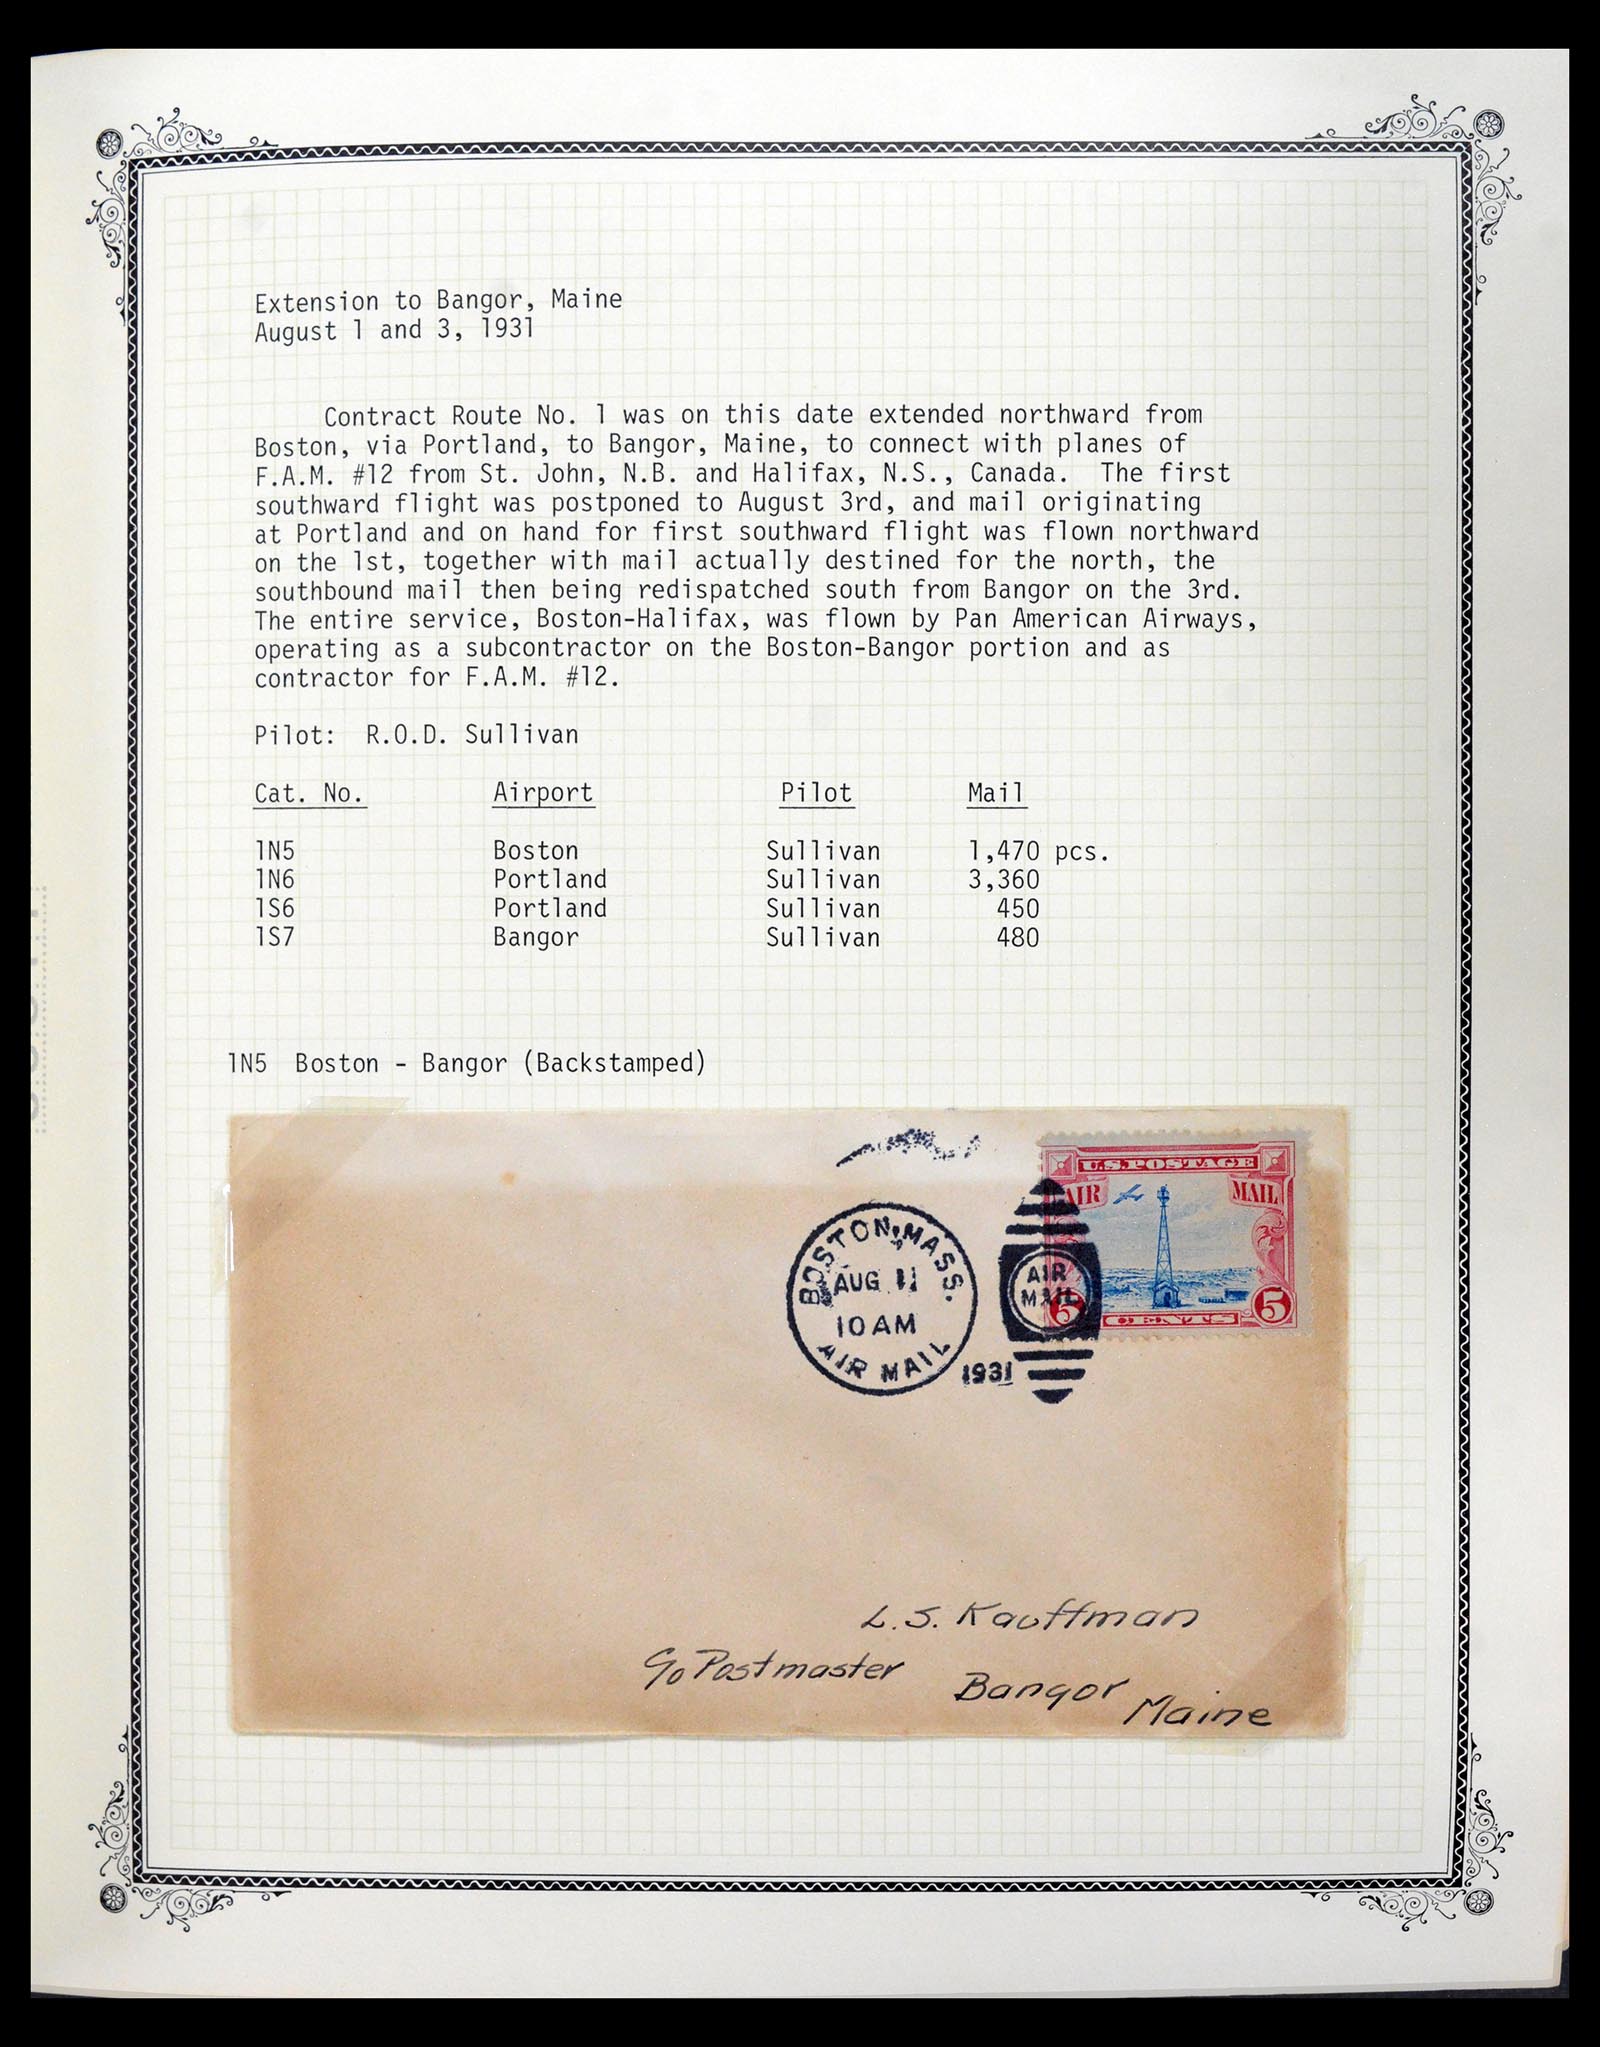 Extension to Bangor, Maine
August 1 and 3, 1931
Contract Route No. 1 was on this date extended northward from
Boston, via Portland, to Bangor, Maine, to connect with planes of
F.A.M. #12 from St. John, N.B. and Halifax, N.S., Canada. The first
southward flight was postponed to August 3rd, and mail originating
at Portland and on hand for first southward flight was flown northward
on the 1st, together with mail actually destined for the north, the
southbound mail then being redispatched south from Bangor on the 3rd.
The entire service, Boston-Halifax, was flown by Pan American Airways,
operating as a subcontractor on the Boston-Bangor portion and as
contractor for F.A.M. #12.
Pilot: R.O.D. Sullivan
Cat. No. Airport Pilot Mail
1N5 Boston Sullivan 1,470 pcs.
1N6 Portland Sullivan 3,360
1S6 Portland Sullivan 450
1S7 Bangor Sullivan 480
1N5 Boston - Bangor (Backstamped)
U.S. POSTAGE
AIR MAIL
5 CENTS 5
BOSTON, MASS.
AUG
10 AM
AIR MAIL
1931
AIR
MAIL
L. S. Kauffman
c/o Postmaster
Bangor
Maine